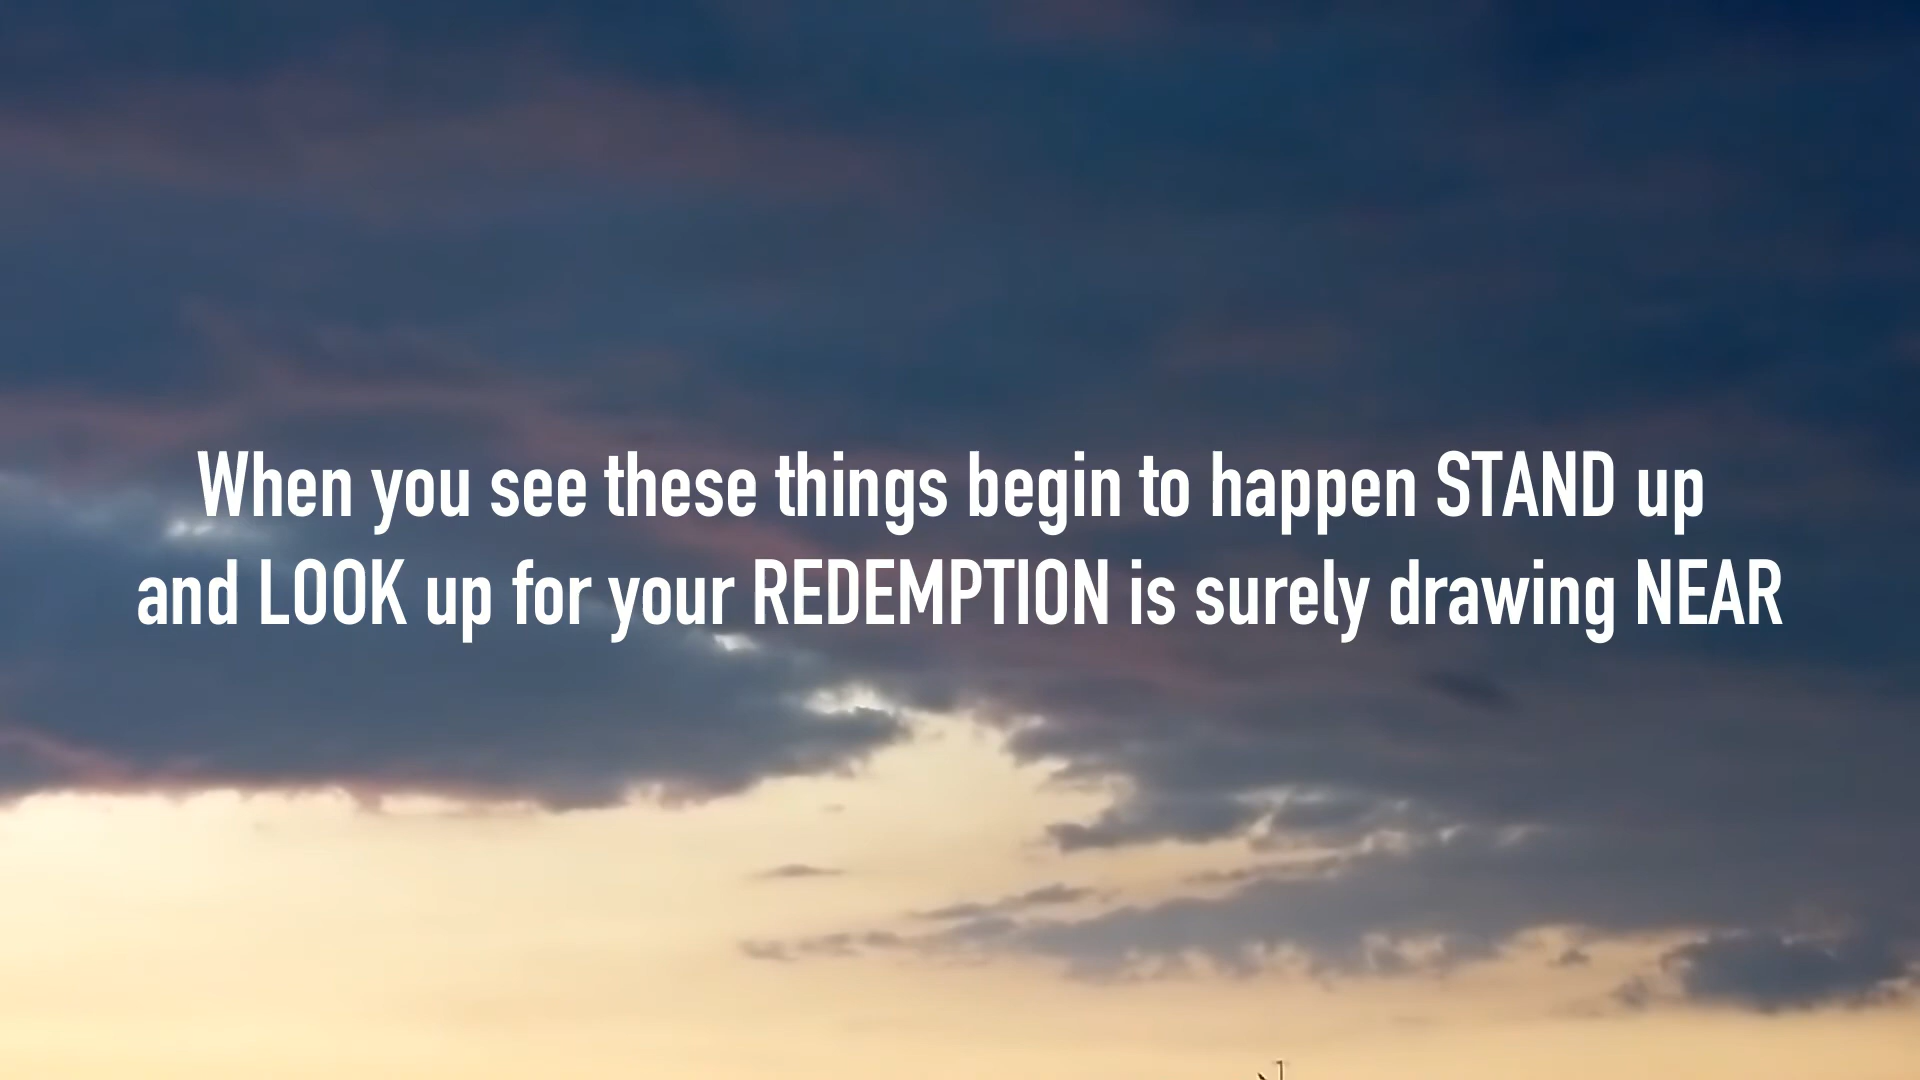 When you see these things begin to happen STAND up
and LOOK up for your REDEMPTION is surely drawing NEAR